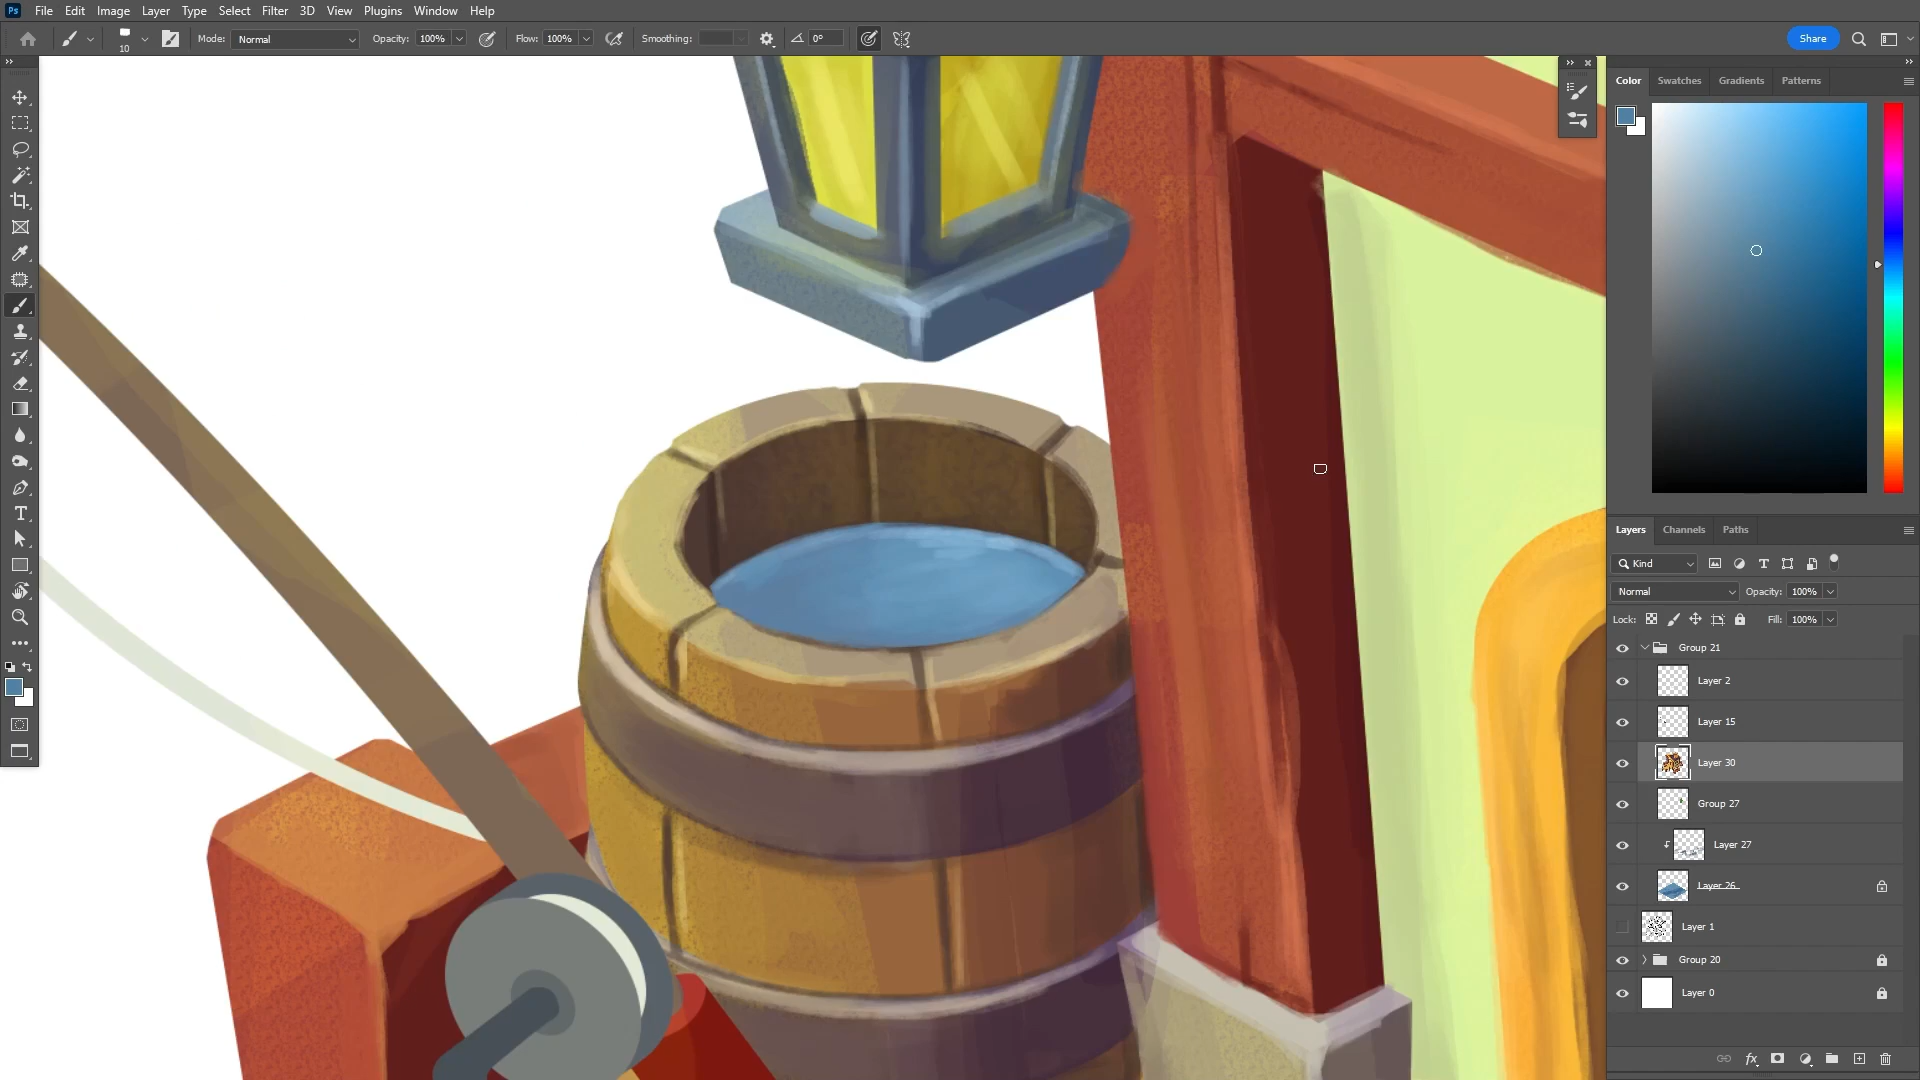 Ps File Edit Image Layer Type Select Filter 3D View Plugins Window Help
10 Mode: Normal Opacity: 100% Flow: 100% Smoothing: 0° Share
Color Swatches Gradients Patterns
Layers Channels Paths
Kind
Normal Opacity: 100%
Lock: Fill: 100%
Group 21
Layer 2
Layer 15
Layer 30
Group 27
Layer 27
Layer 26
Layer 1
Group 20
Layer 0